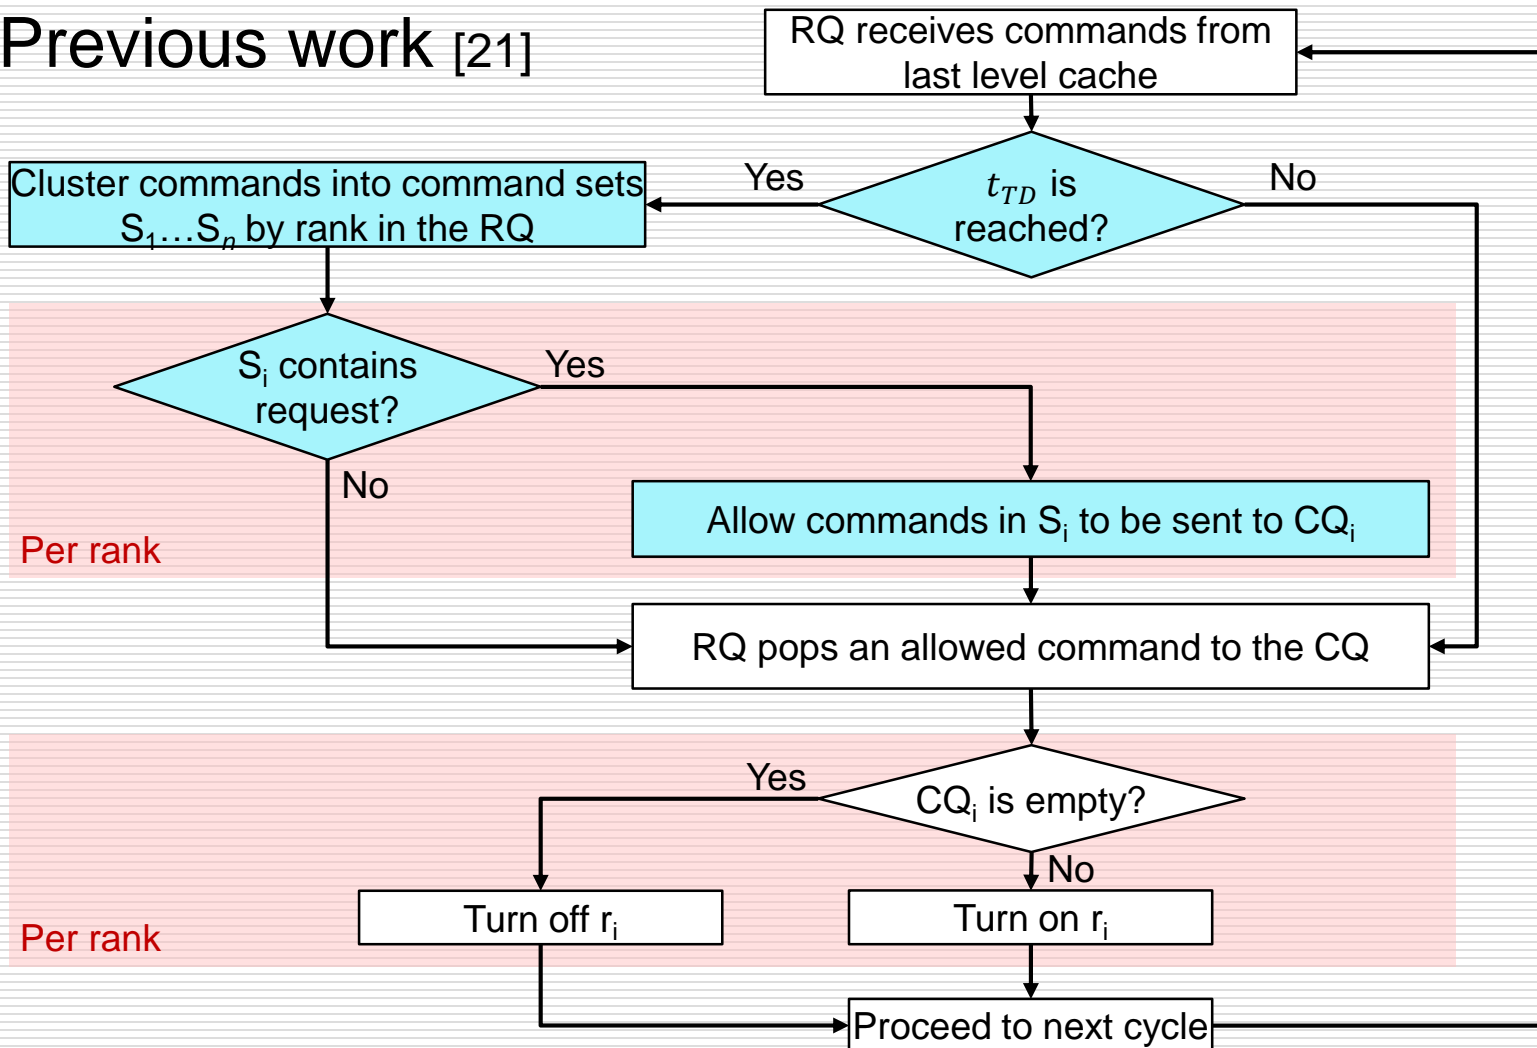 Previous work [21]
RQ receives commands from
last level cache
t_TD is
reached?
Yes
No
Cluster commands into command sets
S₁…Sₙ by rank in the RQ
Sᵢ contains
request?
Yes
No
Allow commands in Sᵢ to be sent to CQᵢ
Per rank
RQ pops an allowed command to the CQ
CQᵢ is empty?
Yes
No
Turn off rᵢ
Turn on rᵢ
Per rank
Proceed to next cycle